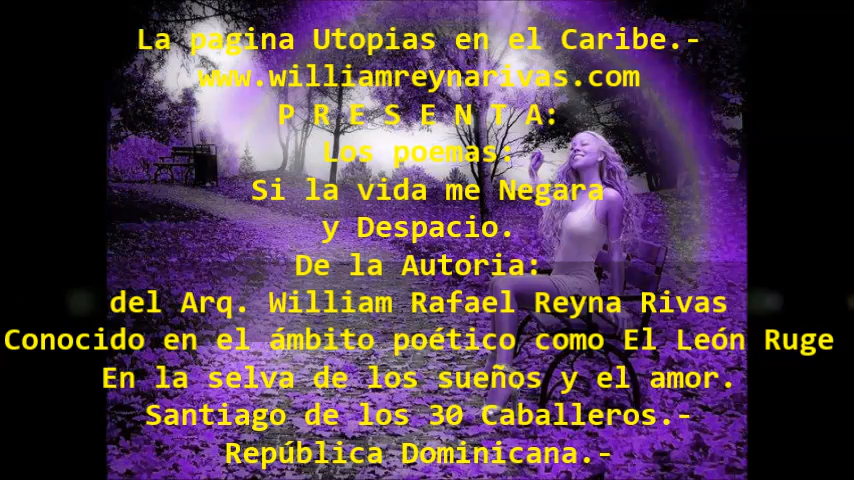 La pagina Utopias en el Caribe.-
www.williamreynarivas.com
P R E S E N T A:
Los poemas:
Si la vida me Negara
y Despacio.
De la Autoria:
del Arq. William Rafael Reyna Rivas
Conocido en el ámbito poético como El León Ruge
En la selva de los sueños y el amor.
Santiago de los 30 Caballeros.-
República Dominicana.-